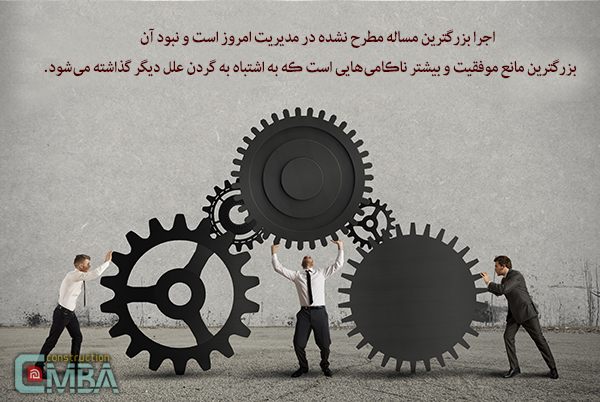 اجرا بزرگترین مساله مطرح نشده در مدیریت امروز است و نبود آن
بزرگترین مانع موفقیت و بیشتر ناکامی‌هایی است که به اشتباه به گردن علل دیگر گذاشته می‌شود.
construction
CMBA